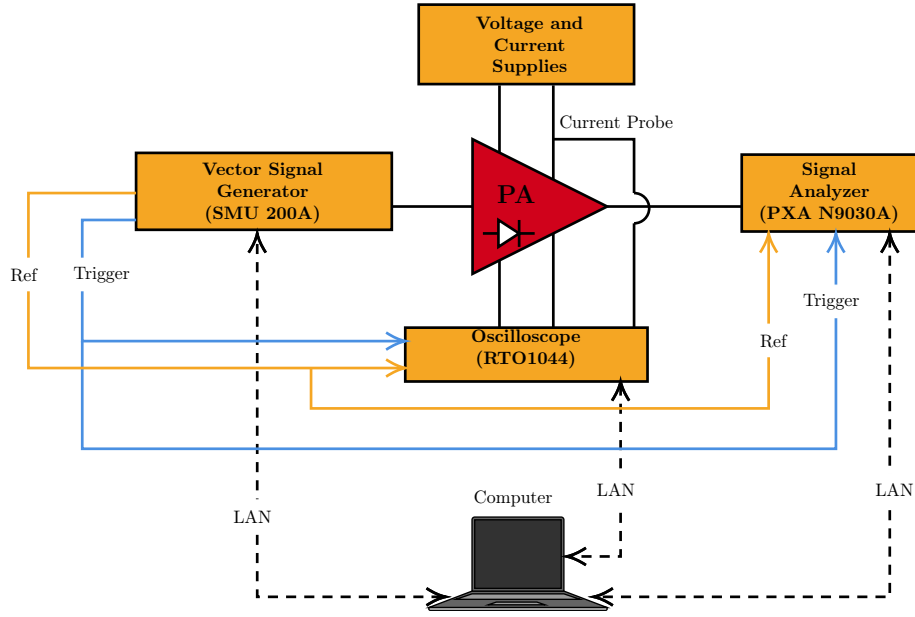 Voltage and
Current
Supplies
Current Probe
Vector Signal
Generator
(SMU 200A)
PA
Signal
Analyzer
(PXA N9030A)
Ref
Trigger
Trigger
Oscilloscope
(RTO1044)
Ref
Computer
LAN
LAN
LAN